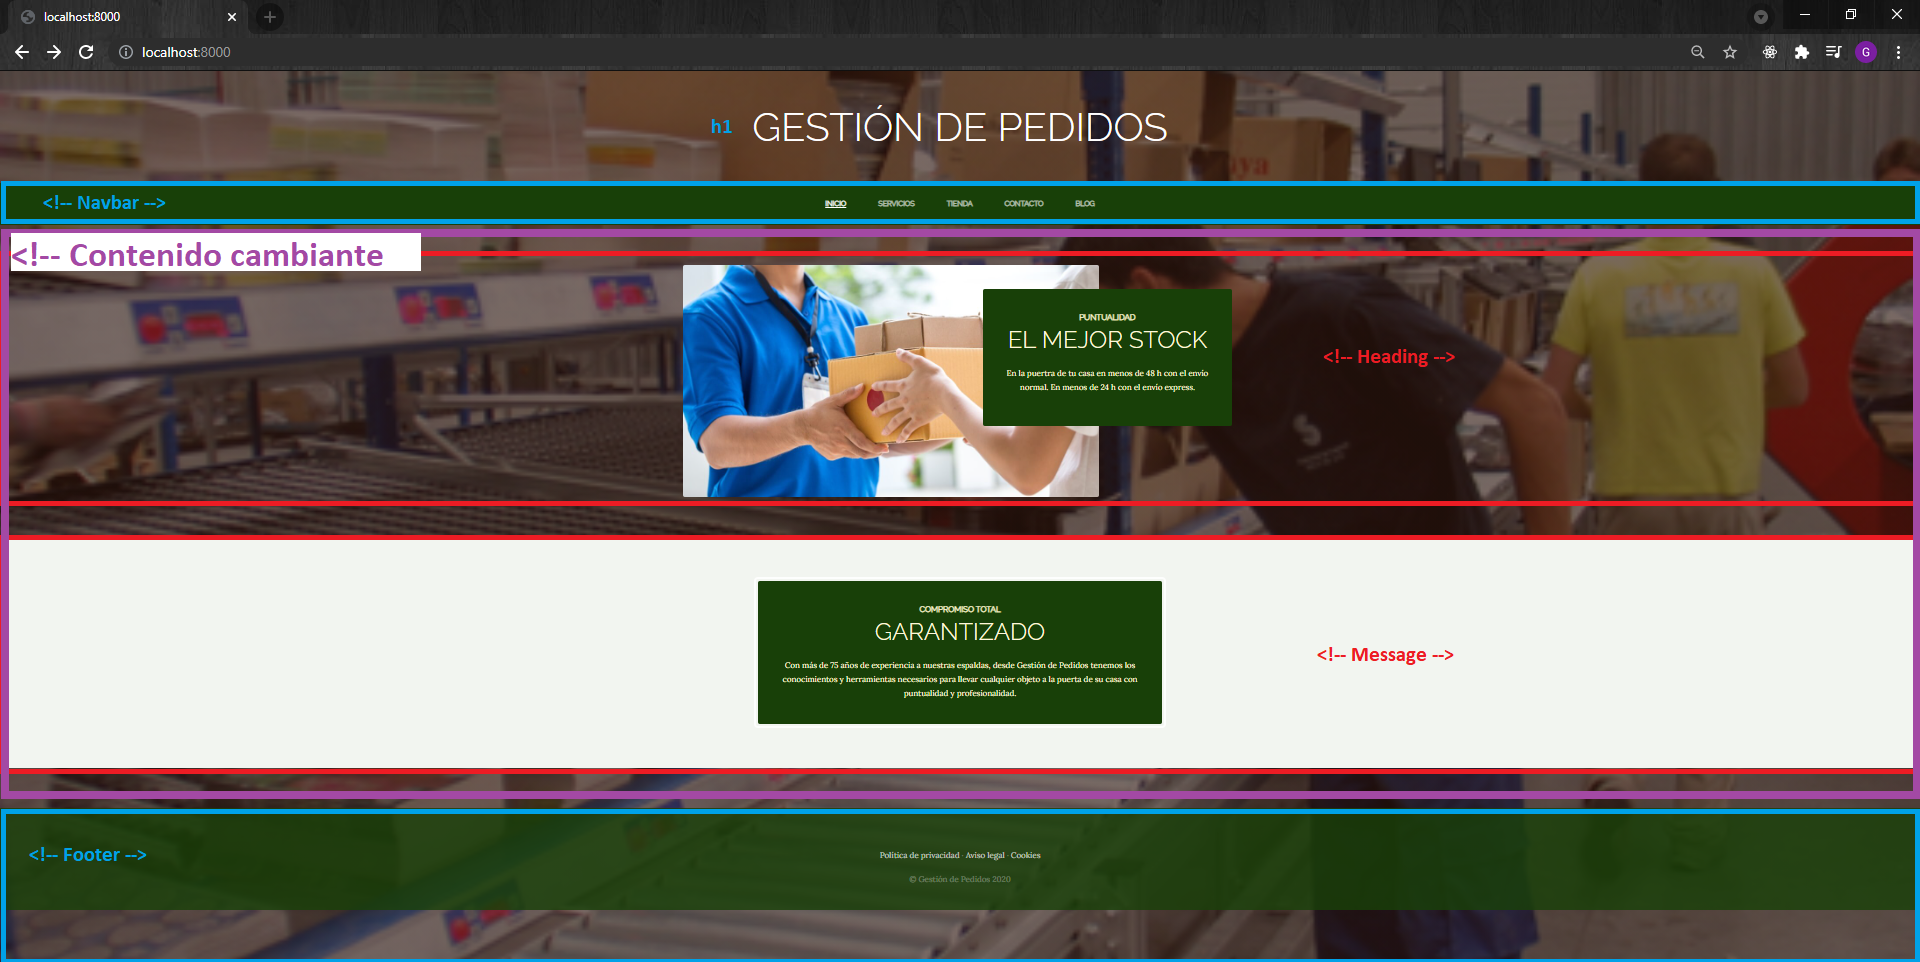 localhost:8000
localhost:8000
G
h1 GESTIÓN DE PEDIDOS
<!-- Navbar -->
INICIO SERVICIOS TIENDA CONTACTO BLOG
<!-- Contenido cambiante
PUNTUALIDAD
EL MEJOR STOCK
<!-- Heading -->
En la puertra de tu casa en menos de 48 h con el envío
normal. En menos de 24 h con el envío express.
COMPROMISO TOTAL
GARANTIZADO
<!-- Message -->
Con más de 75 años de experiencia a nuestras espaldas, desde Gestión de Pedidos tenemos los
conocimientos y herramientas necesarios para llevar cualquier objeto a la puerta de su casa con
puntualidad y profesionalidad.
<!-- Footer -->
Política de privacidad · Aviso legal · Cookies
© Gestión de Pedidos 2020